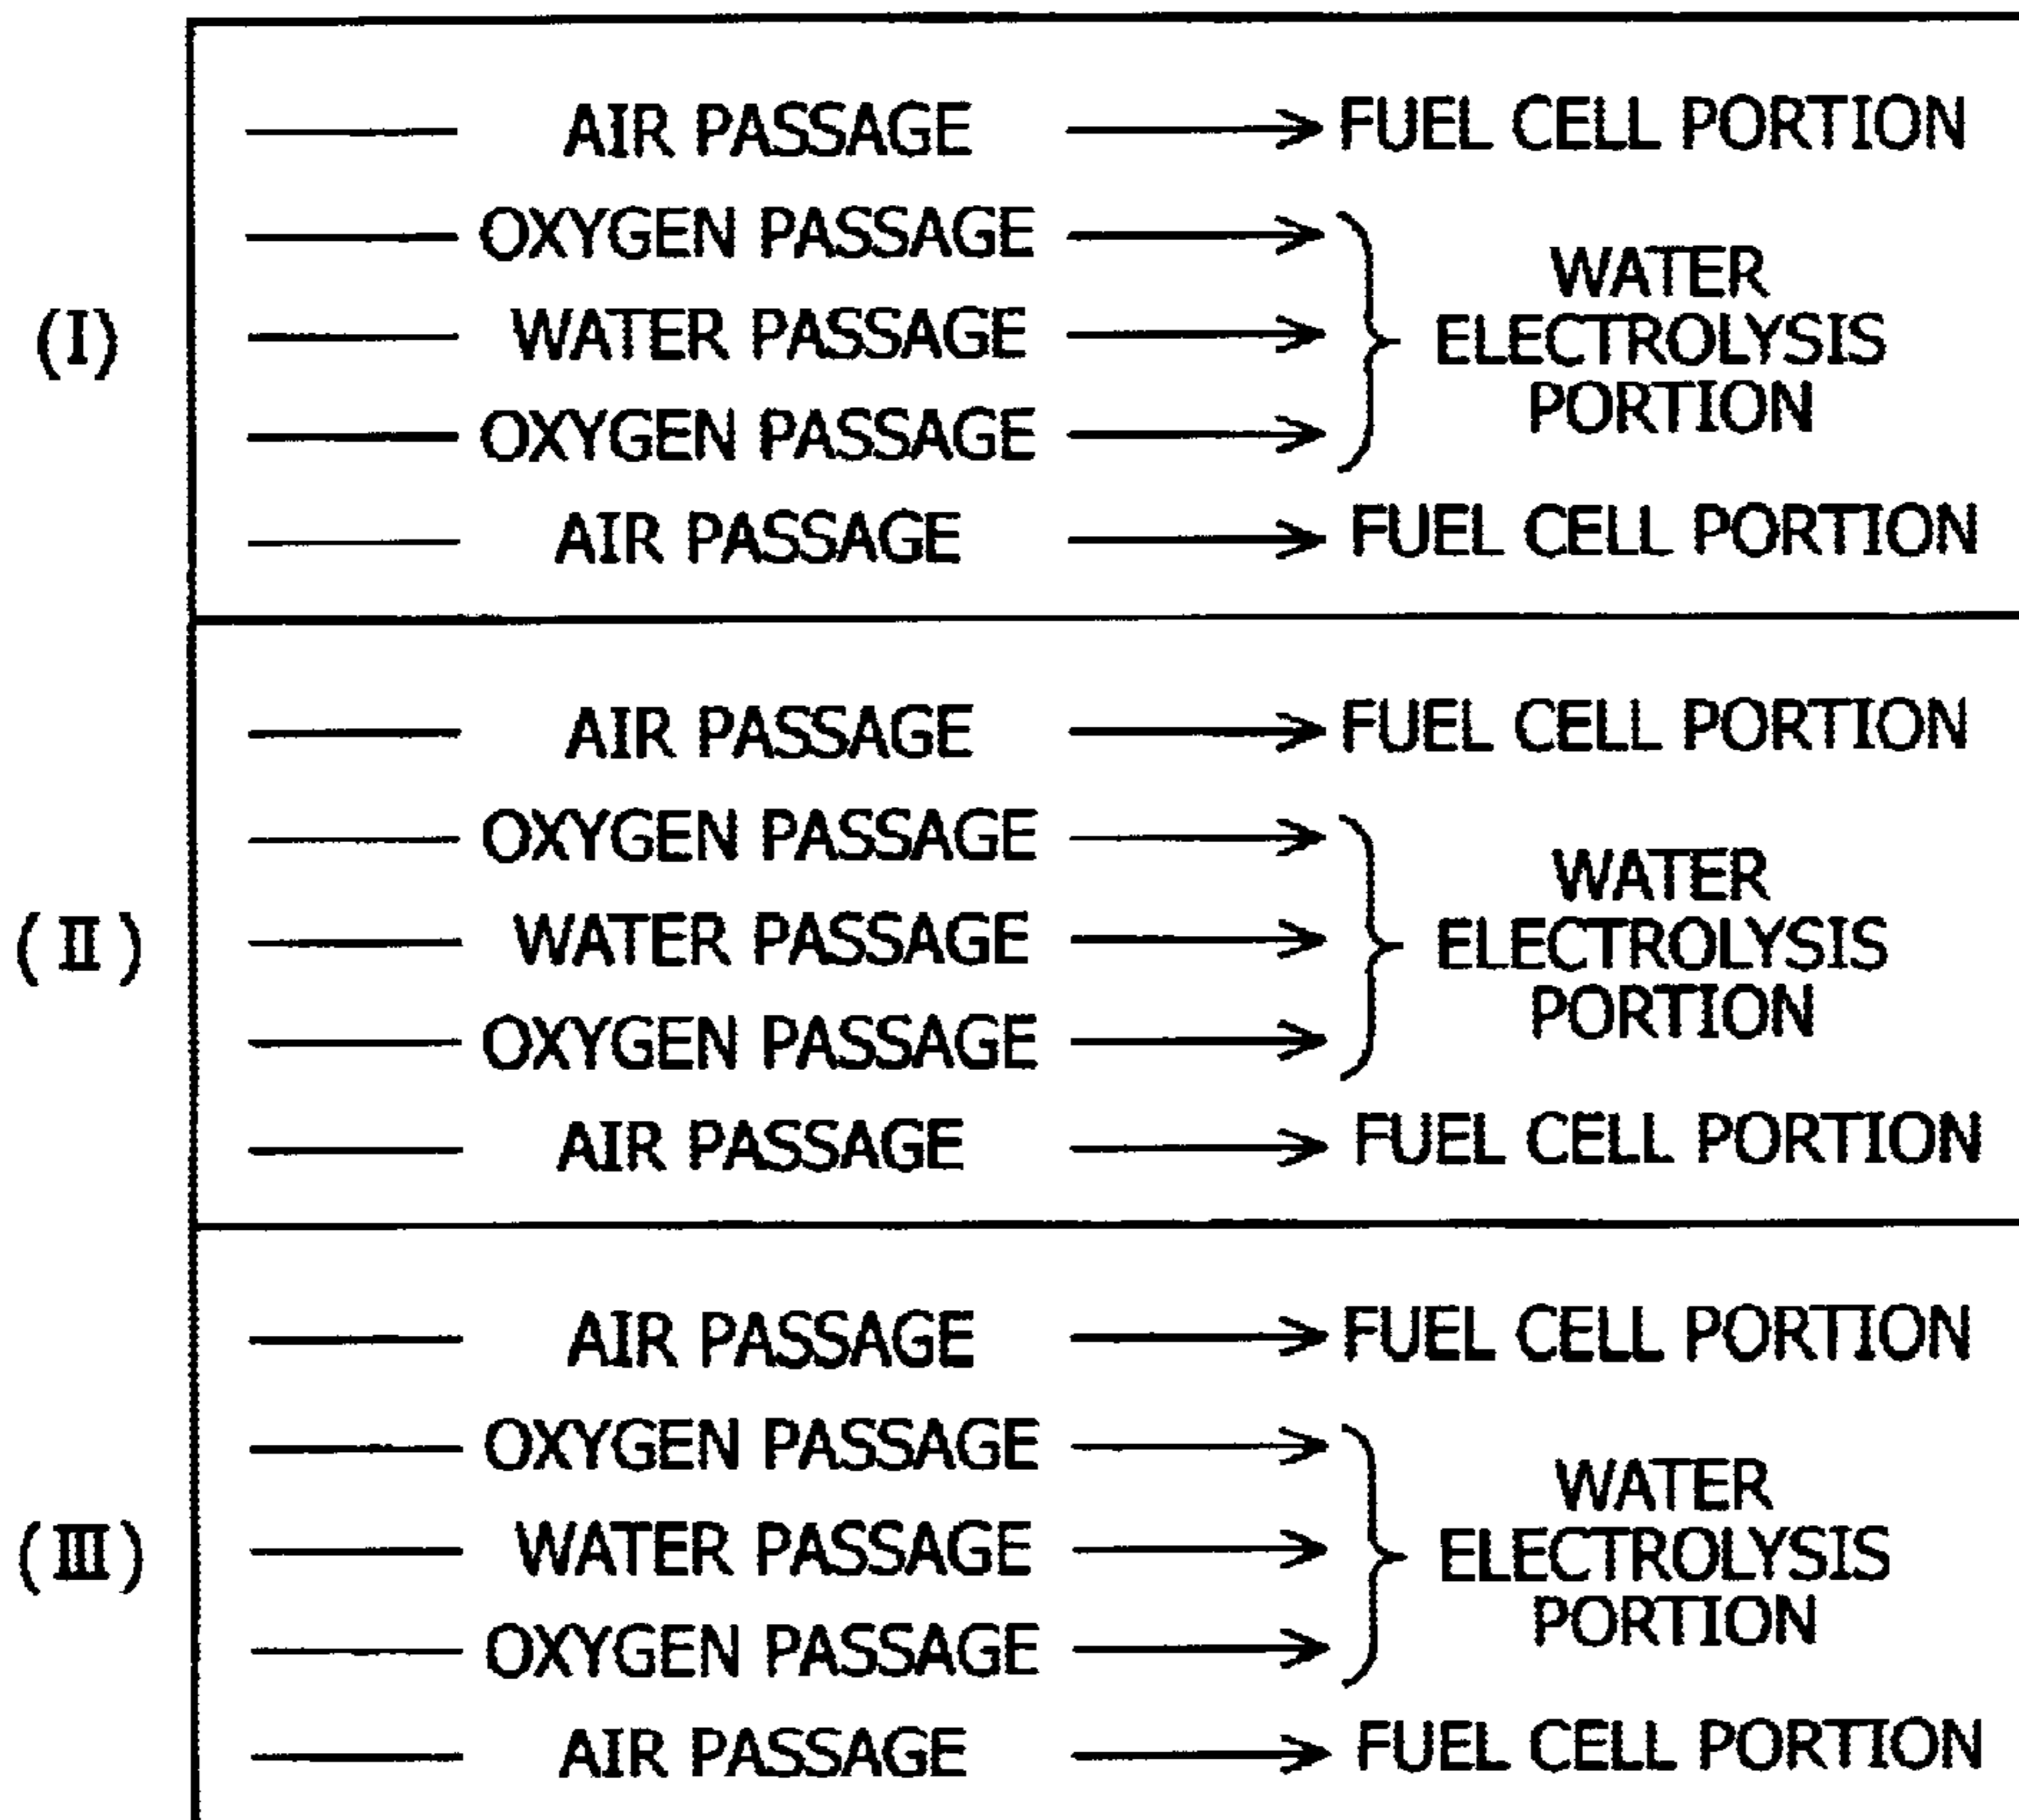 AIR PASSAGE FUEL CELL PORTION
OXYGEN PASSAGE
WATER
(I) WATER PASSAGE ELECTROLYSIS
PORTION
OXYGEN PASSAGE
AIR PASSAGE FUEL CELL PORTION
AIR PASSAGE FUEL CELL PORTION
OXYGEN PASSAGE
WATER
(II) WATER PASSAGE ELECTROLYSIS
PORTION
OXYGEN PASSAGE
AIR PASSAGE FUEL CELL PORTION
AIR PASSAGE FUEL CELL PORTION
OXYGEN PASSAGE
WATER
(III) WATER PASSAGE ELECTROLYSIS
PORTION
OXYGEN PASSAGE
AIR PASSAGE FUEL CELL PORTION